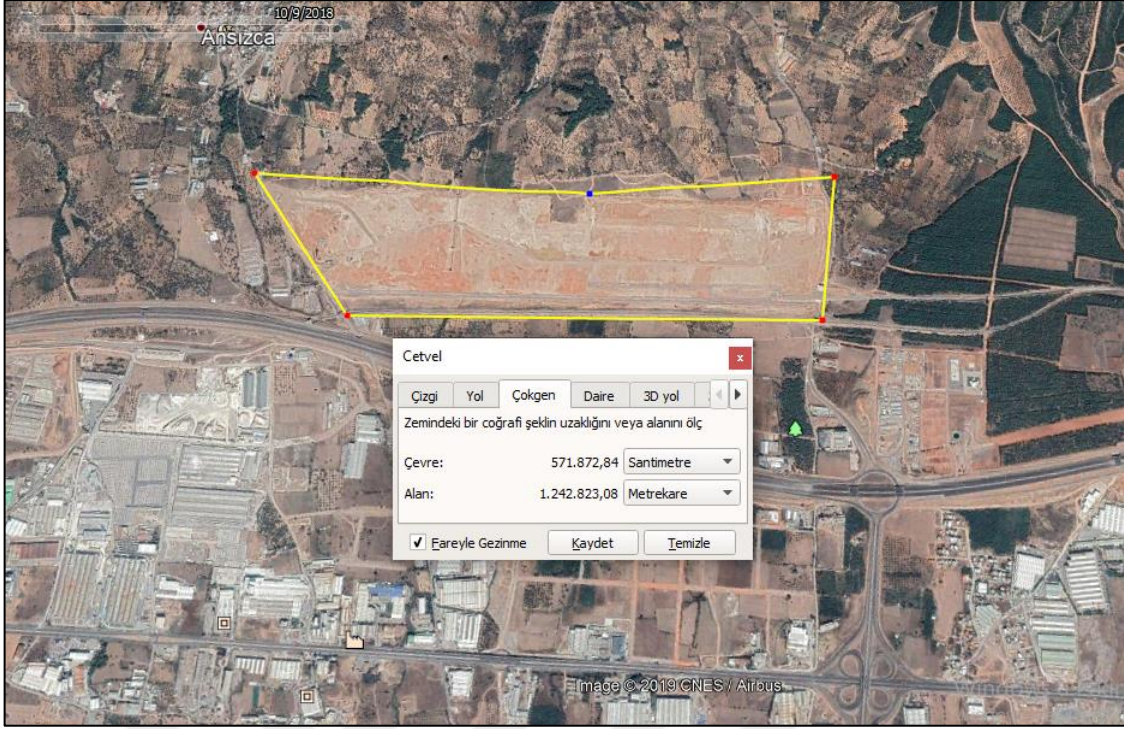 10/9/2018
Ansızca
Cetvel
x
Çizgi Yol Çokgen Daire 3D yol
Zemindeki bir coğrafi şeklin uzaklığını veya alanını ölç
Çevre: 571.872,84 Santimetre
Alan: 1.242.823,08 Metrekare
Fareyle Gezinme Kaydet Temizle
Image © 2019 CNES / Airbus